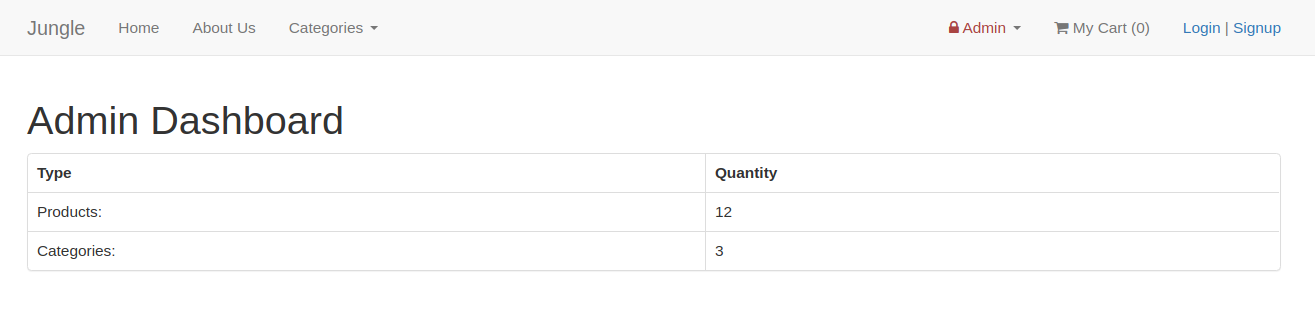 Jungle Home About Us Categories Admin My Cart (0) Login | Signup
Admin Dashboard
Type Quantity
Products: 12
Categories: 3